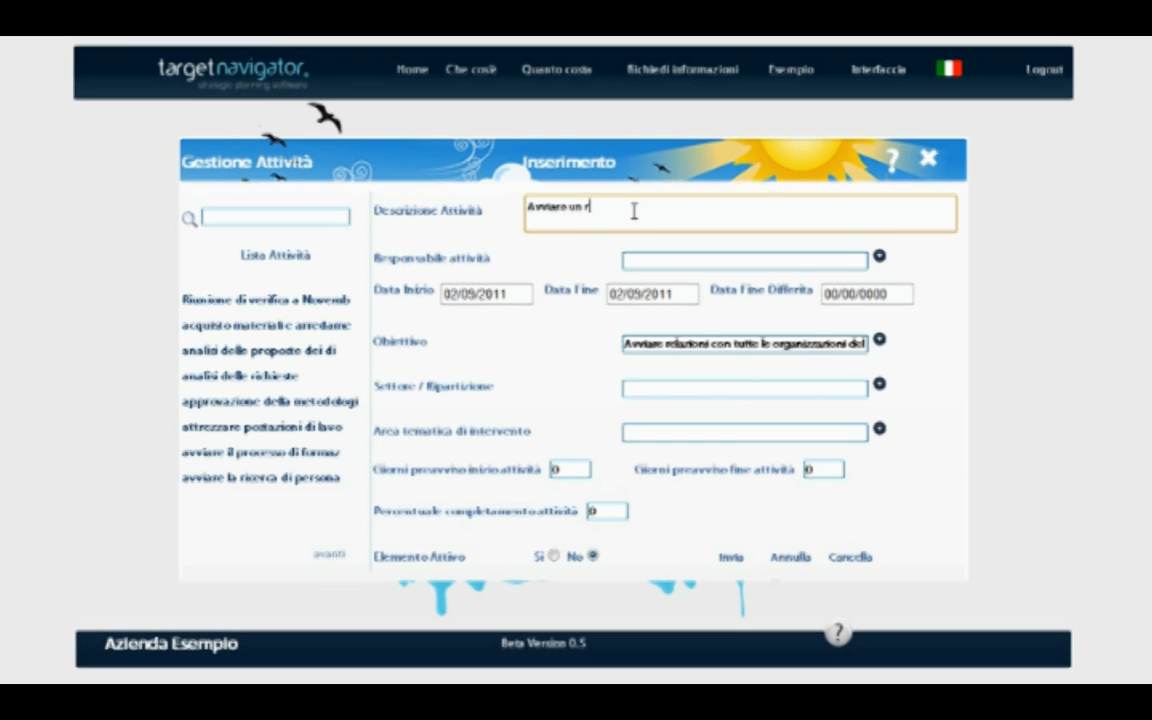 targetnavigator.
strategic planning software
Home Che cosè Quanto costa Richiedi informazioni Esempio Interfaccia Logout
Gestione Attività Inserimento ?
Descrizione Attività Avviare un r
Lista Attività
Responsabile attività
Data Inizio 02/09/2011 Data Fine 02/09/2011 Data Fine Differita 00/00/0000
Riunione di verifica a Novemb
acquisto materiali e arredame
analisi delle proposte dei di
analisi delle richieste
approvazione della metodologi
attrezzare postazioni di lavo
avviare il processo di formaz
avviare la ricerca di persona
avanti
Obiettivo Avviare relazioni con tutte le organizzazioni del
Settore / Ripartizione
Area tematica di intervento
Giorni preavviso inizio attività 0 Giorni preavviso fine attività 0
Percentuale completamento attività 0
Elemento Attivo Si No Invia Annulla Cancella
Azienda Esempio Beta Version 0.5 ?